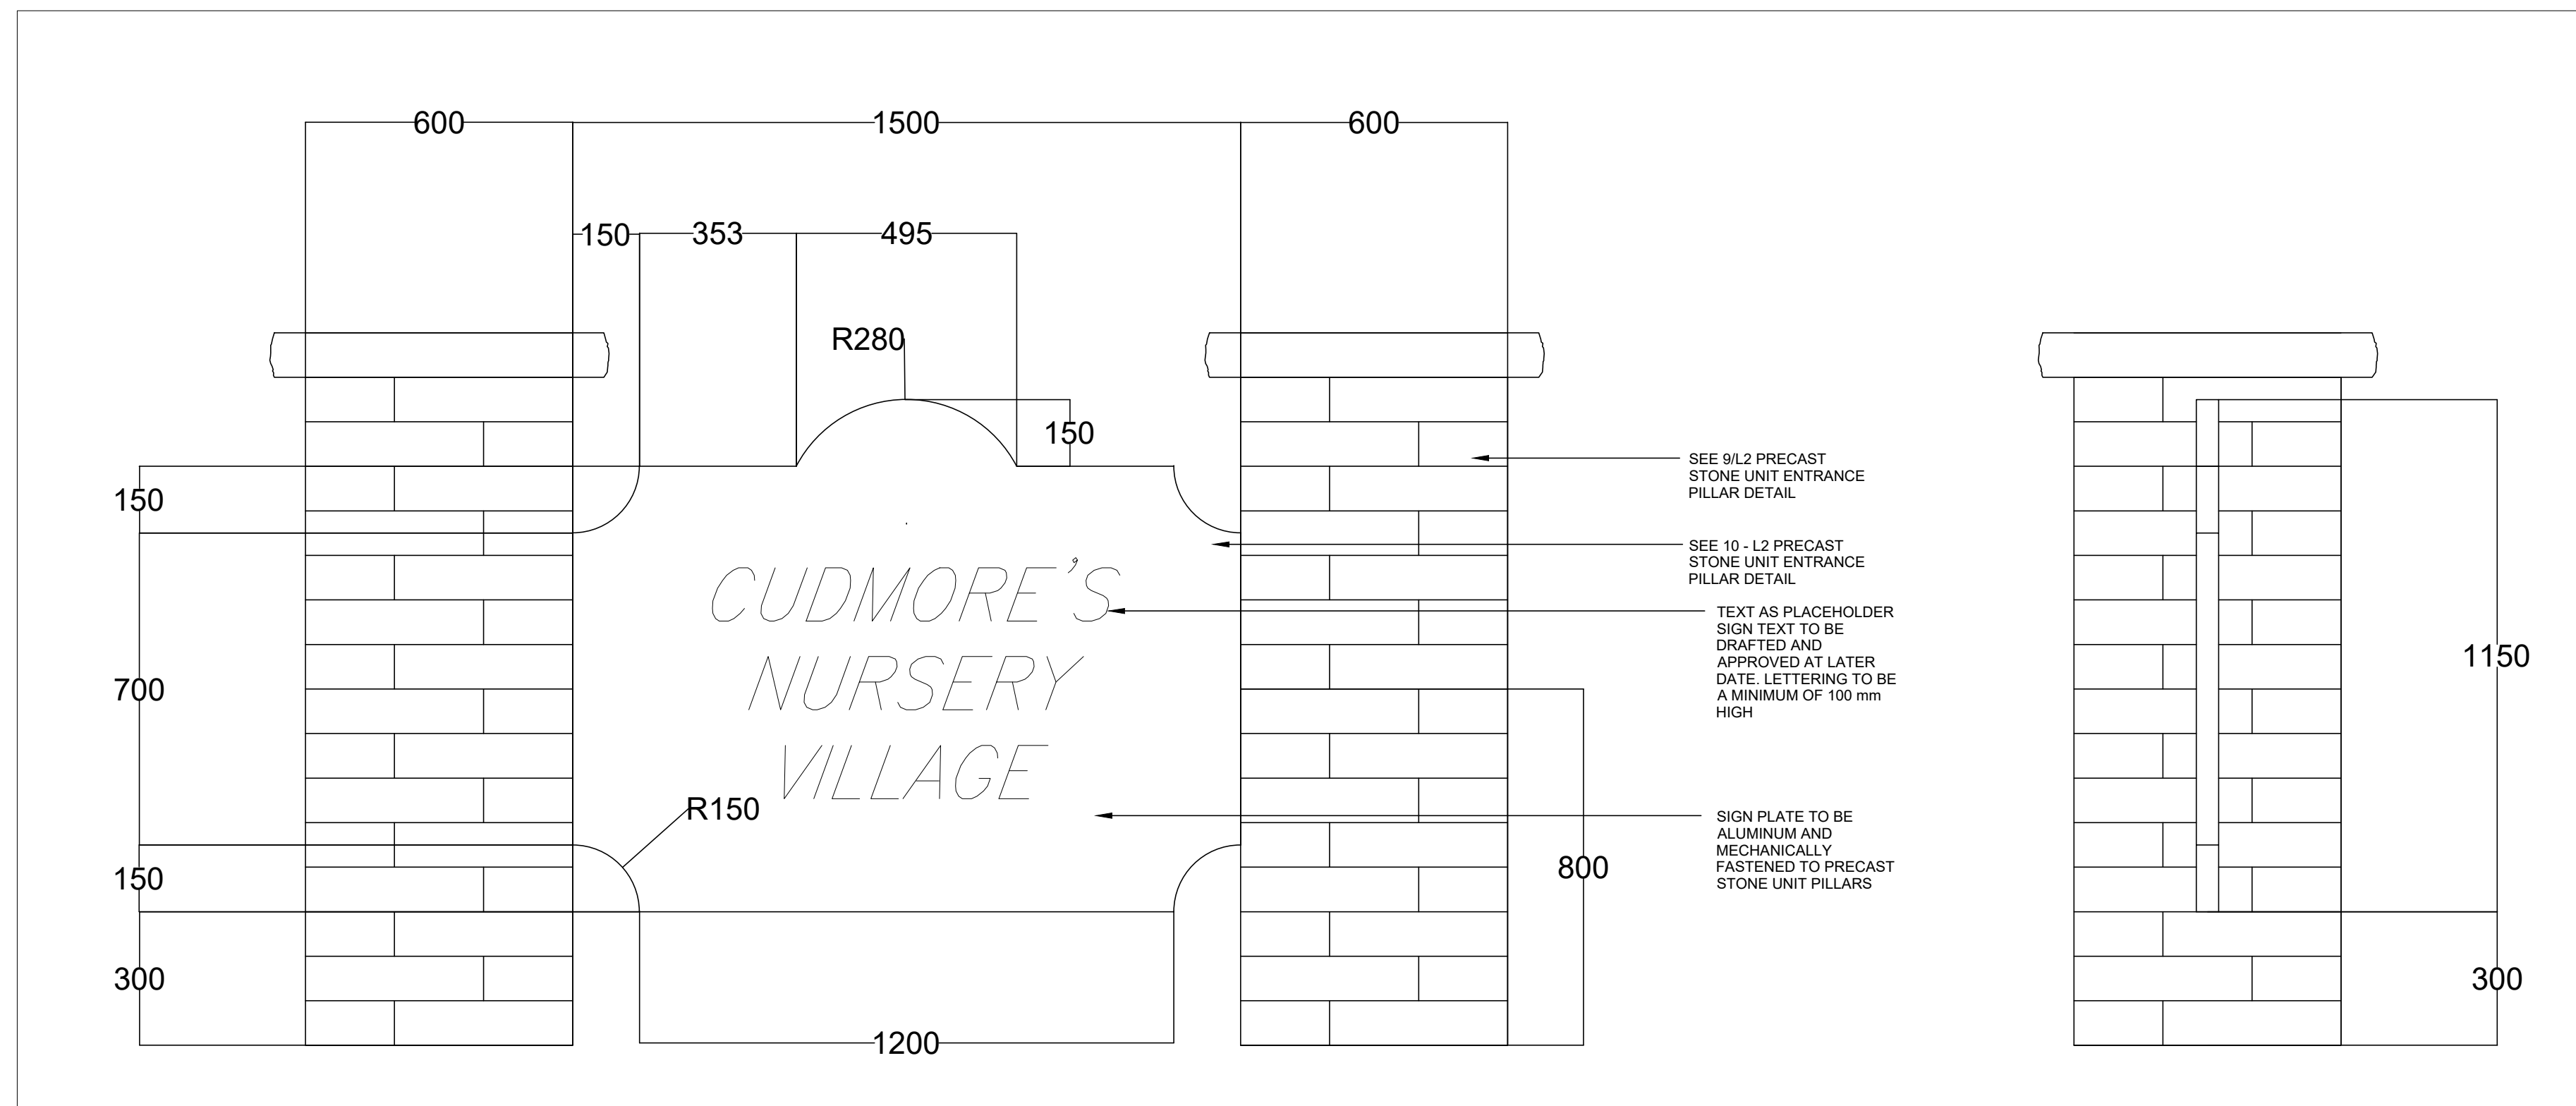 600
1500
600
150
353
495
R280
150
150
700
150
300
CUDMORE'S
NURSERY
VILLAGE
R150
1200
800
SEE 9/L2 PRECAST
STONE UNIT ENTRANCE
PILLAR DETAIL
SEE 10 - L2 PRECAST
STONE UNIT ENTRANCE
PILLAR DETAIL
TEXT AS PLACEHOLDER
SIGN TEXT TO BE
DRAFTED AND
APPROVED AT LATER
DATE. LETTERING TO BE
A MINIMUM OF 100 mm
HIGH
SIGN PLATE TO BE
ALUMINUM AND
MECHANICALLY
FASTENED TO PRECAST
STONE UNIT PILLARS
1150
300